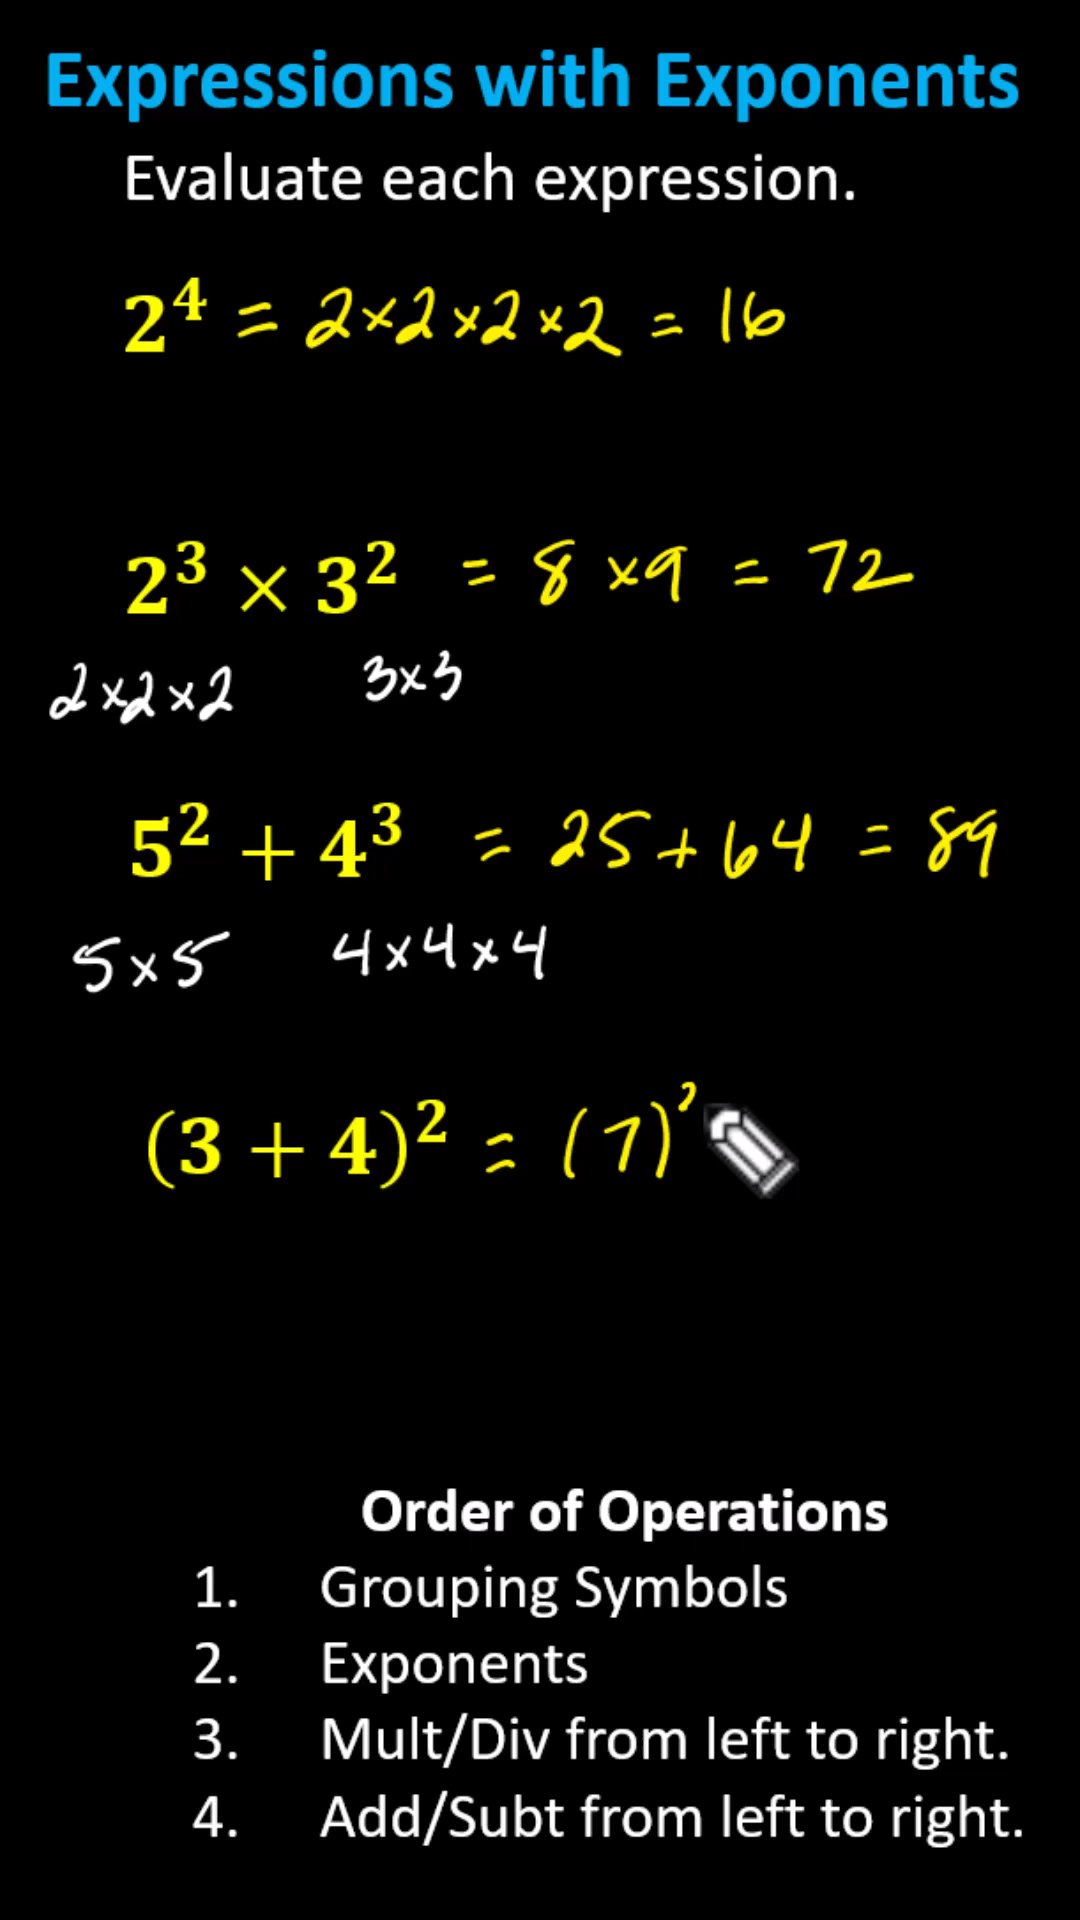 Expressions with Exponents
Evaluate each expression.
2⁴ = 2×2×2×2 = 16
2³ × 3² = 8×9 = 72
2×2×2 3×3
5² + 4³ = 25+64 = 89
5×5 4×4×4
(3 + 4)² = (7)
Order of Operations
1. Grouping Symbols
2. Exponents
3. Mult/Div from left to right.
4. Add/Subt from left to right.